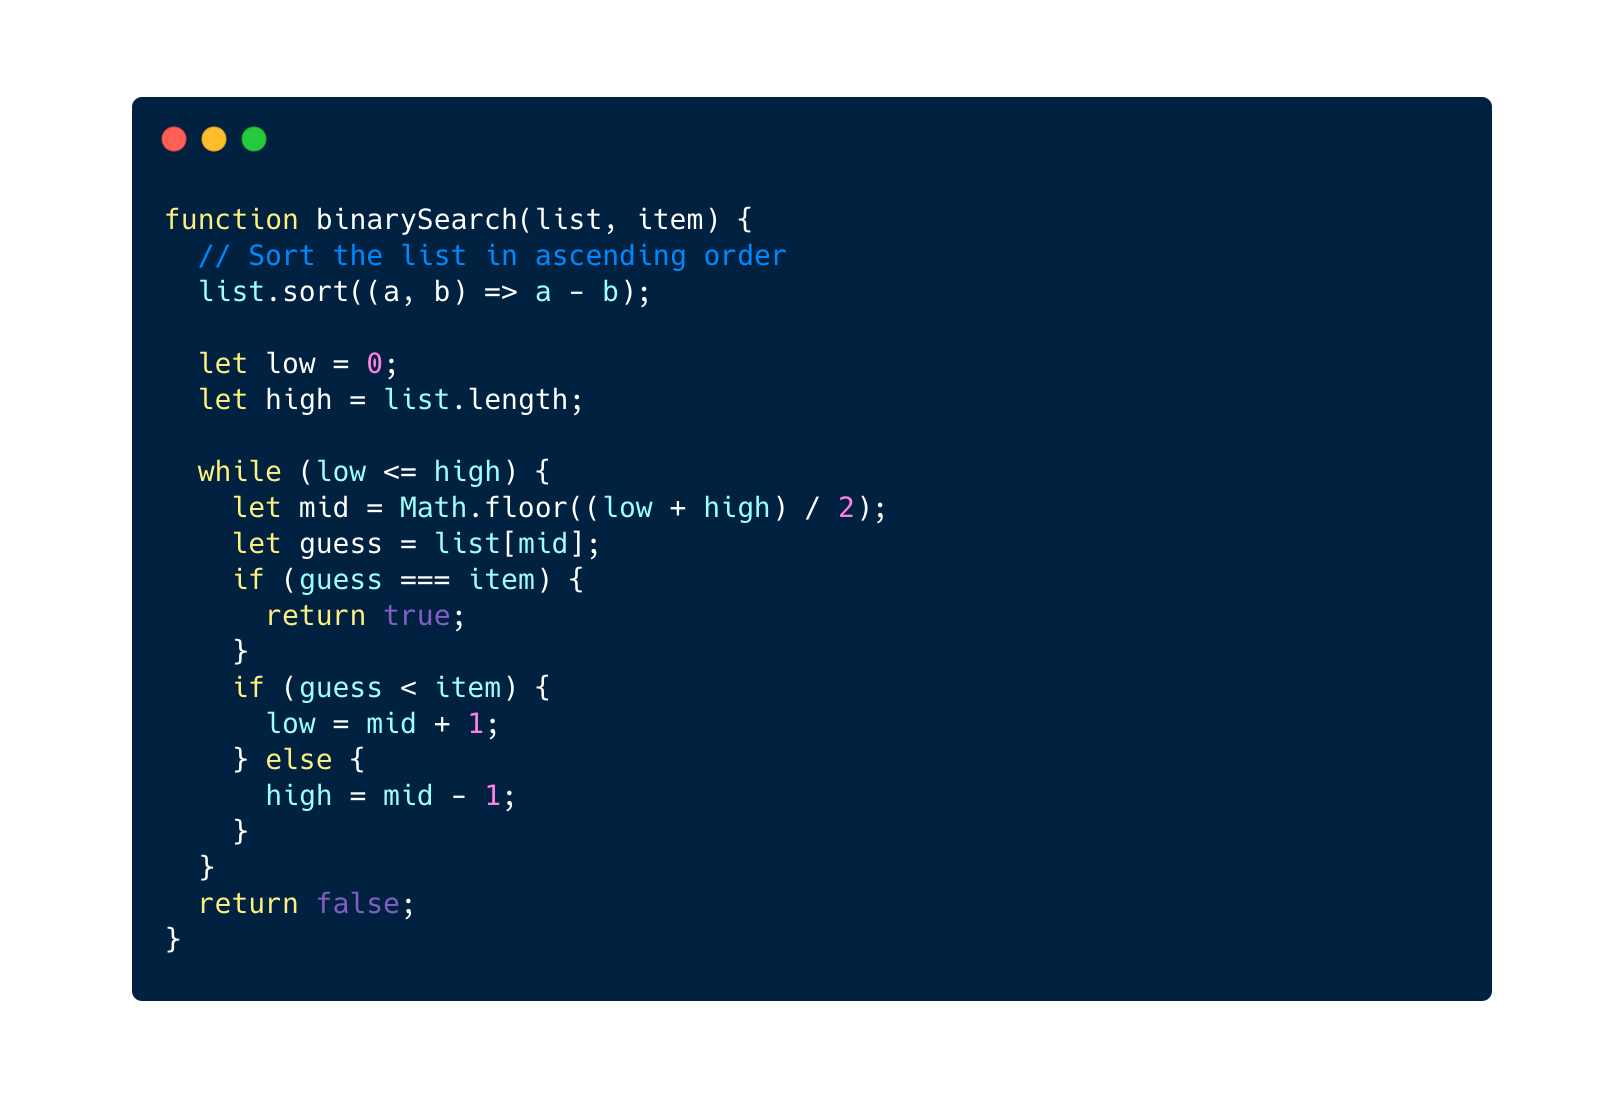 function binarySearch(list, item) {
  // Sort the list in ascending order
  list.sort((a, b) => a - b);

  let low = 0;
  let high = list.length;

  while (low <= high) {
    let mid = Math.floor((low + high) / 2);
    let guess = list[mid];
    if (guess === item) {
      return true;
    }
    if (guess < item) {
      low = mid + 1;
    } else {
      high = mid - 1;
    }
  }
  return false;
}